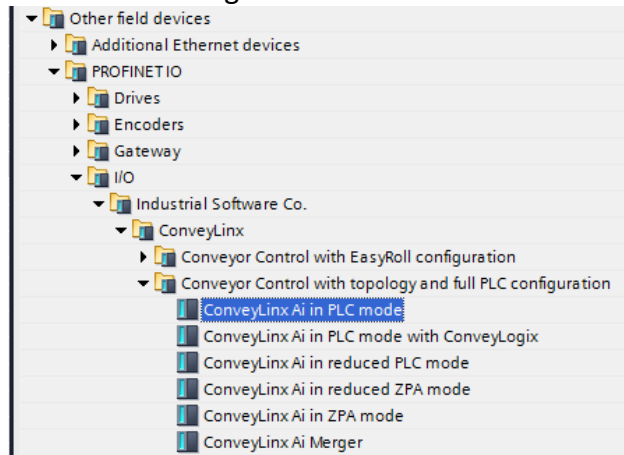 Other field devices
Additional Ethernet devices
PROFINET IO
Drives
Encoders
Gateway
I/O
Industrial Software Co.
ConveyLinx
Conveyor Control with EasyRoll configuration
Conveyor Control with topology and full PLC configuration
ConveyLinx Ai in PLC mode
ConveyLinx Ai in PLC mode with ConveyLogix
ConveyLinx Ai in reduced PLC mode
ConveyLinx Ai in reduced ZPA mode
ConveyLinx Ai in ZPA mode
ConveyLinx Ai Merger